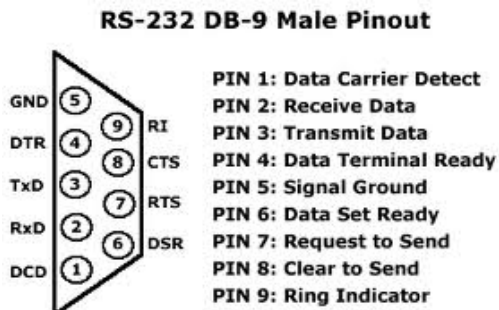 RS-232 DB-9 Male Pinout
GND 5
9 RI
DTR 4
8 CTS
TxD 3
7 RTS
RxD 2
6 DSR
DCD 1
PIN 1: Data Carrier Detect
PIN 2: Receive Data
PIN 3: Transmit Data
PIN 4: Data Terminal Ready
PIN 5: Signal Ground
PIN 6: Data Set Ready
PIN 7: Request to Send
PIN 8: Clear to Send
PIN 9: Ring Indicator